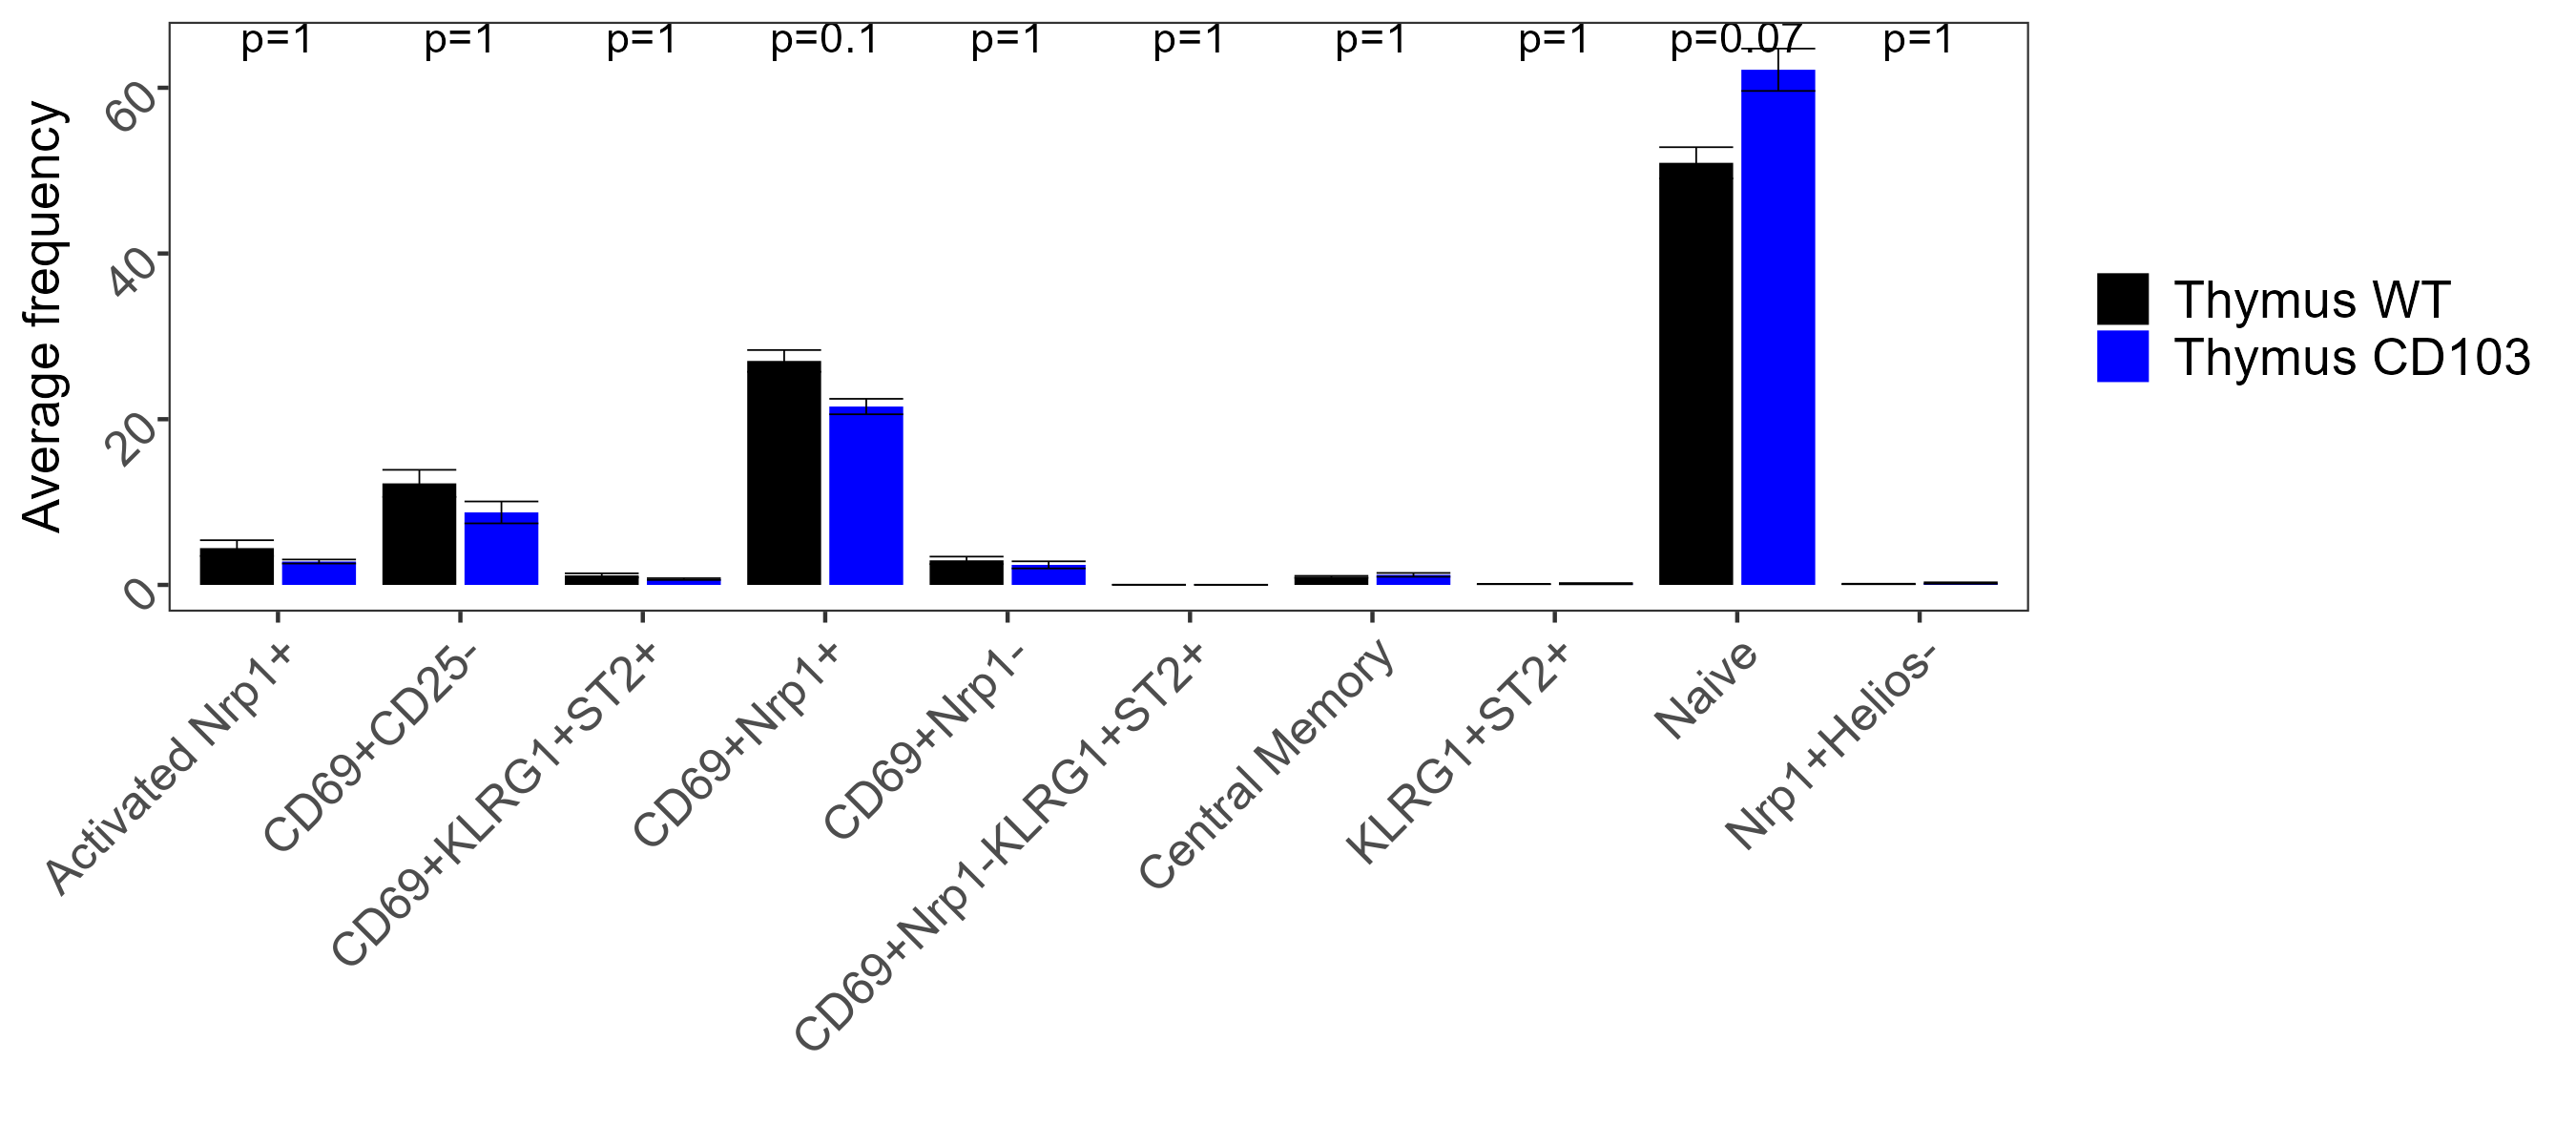 p=1 p=1 p=1 p=0.1 p=1 p=1 p=1 p=1 p=0.07 p=1
Average frequency
60
40
20
0
Activated Nrp1+
CD69+CD25-
CD69+KLRG1+ST2+
CD69+Nrp1+
CD69+Nrp1-
CD69+Nrp1-KLRG1+ST2+
Central Memory
KLRG1+ST2+
Naive
Nrp1+Helios-
Thymus WT
Thymus CD103